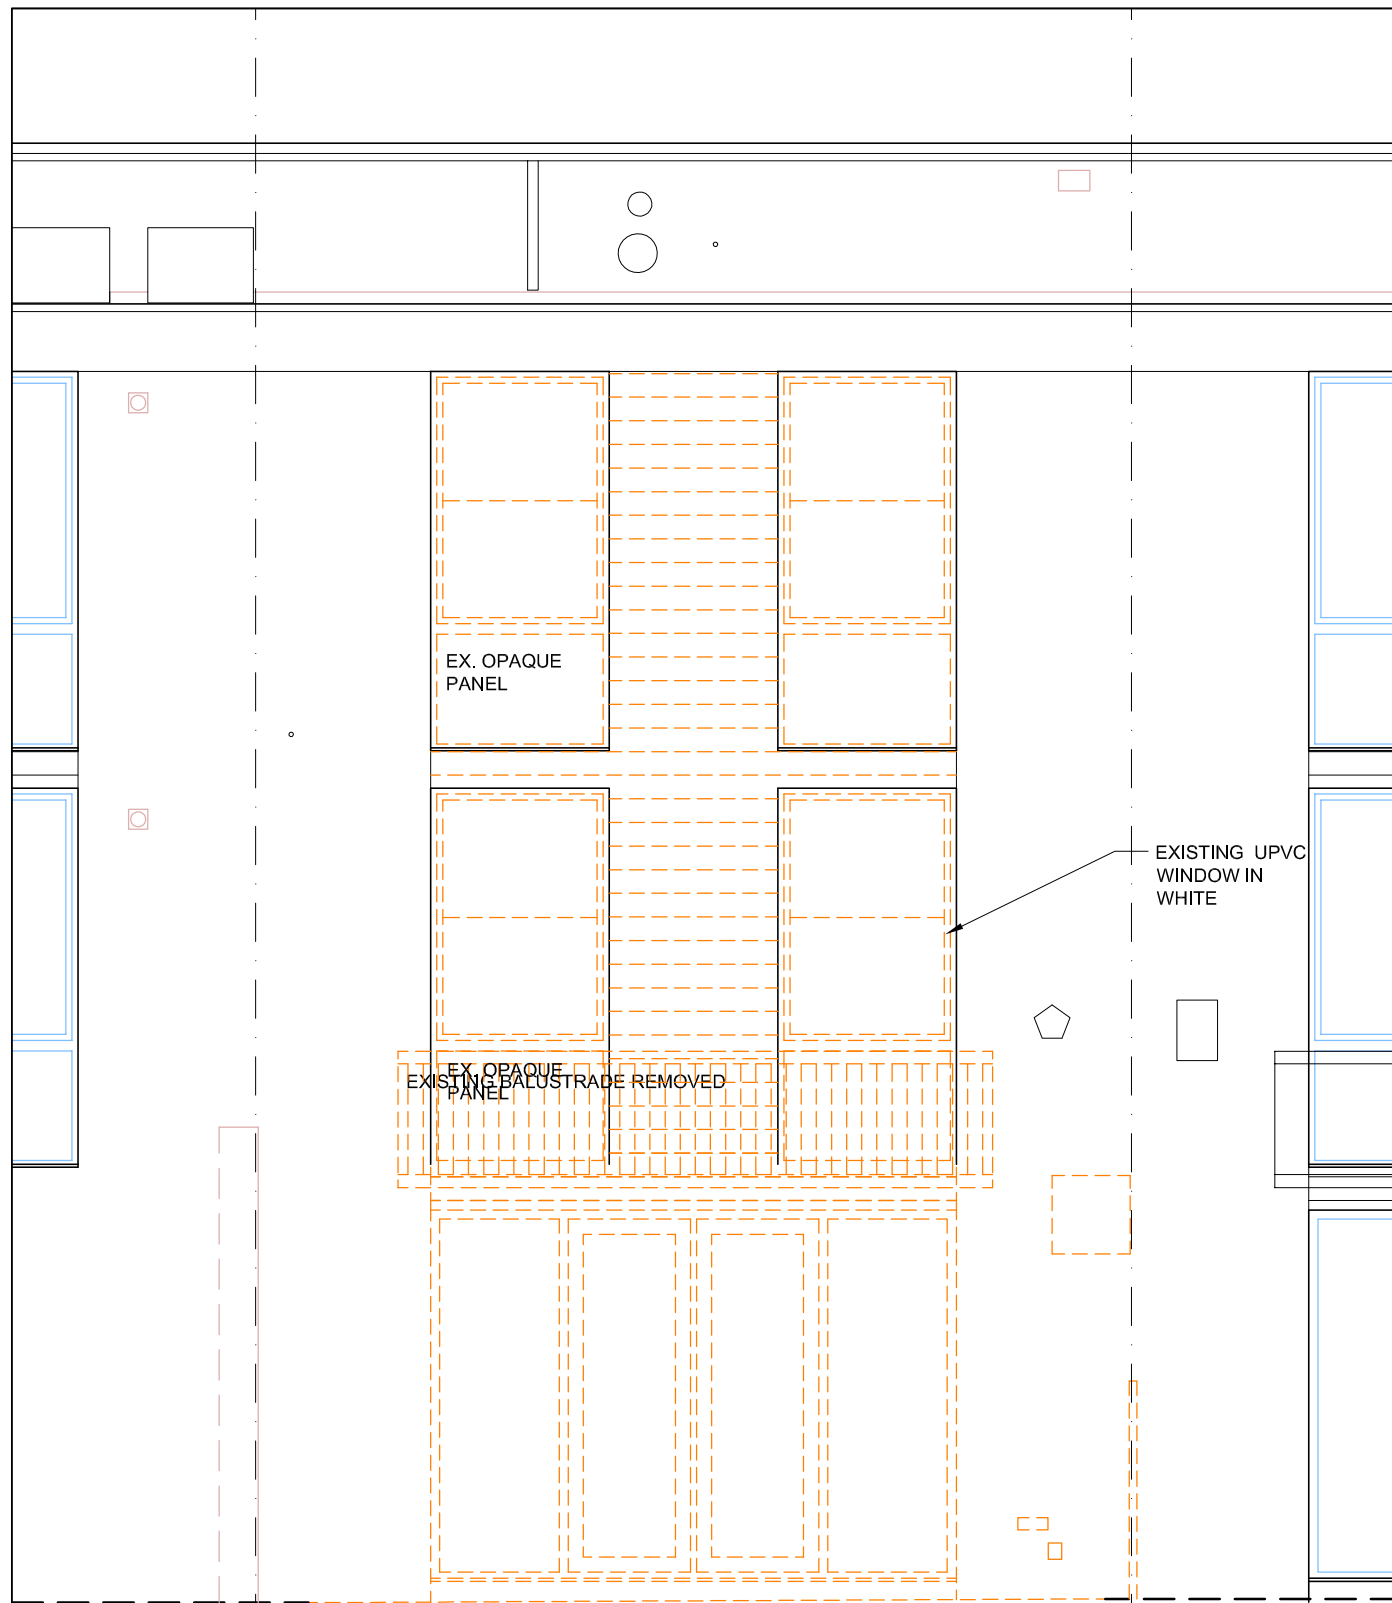 EX. OPAQUE
PANEL
EXISTING UPVC
WINDOW IN
WHITE
EX. OPAQUE
PANEL
EXISTING BALUSTRADE REMOVED